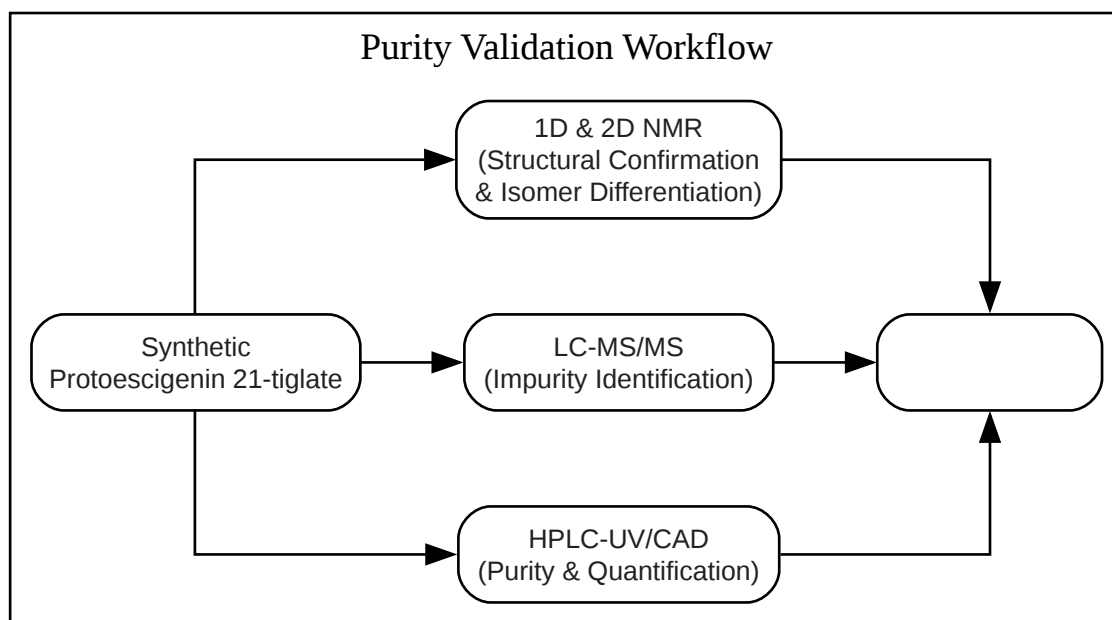 Purity Validation Workflow
1D & 2D NMR
(Structural Confirmation
& Isomer Differentiation)
Synthetic
Protoescigenin 21-tiglate
LC-MS/MS
(Impurity Identification)
HPLC-UV/CAD
(Purity & Quantification)